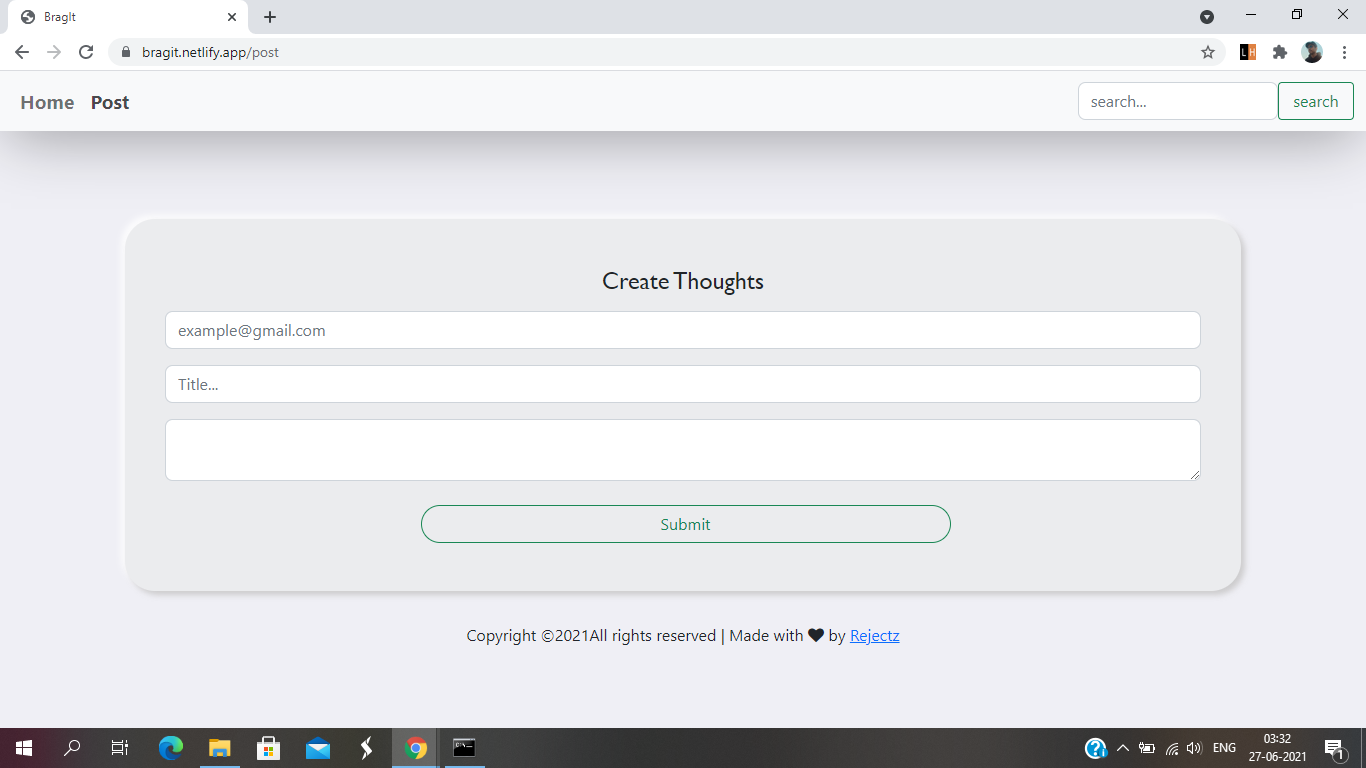 BragIt
bragit.netlify.app/post
Home Post search... search
Create Thoughts
example@gmail.com
Title...
Submit
Copyright ©2021All rights reserved | Made with ❤ by Rejectz
ENG
03:32
27-06-2021
1